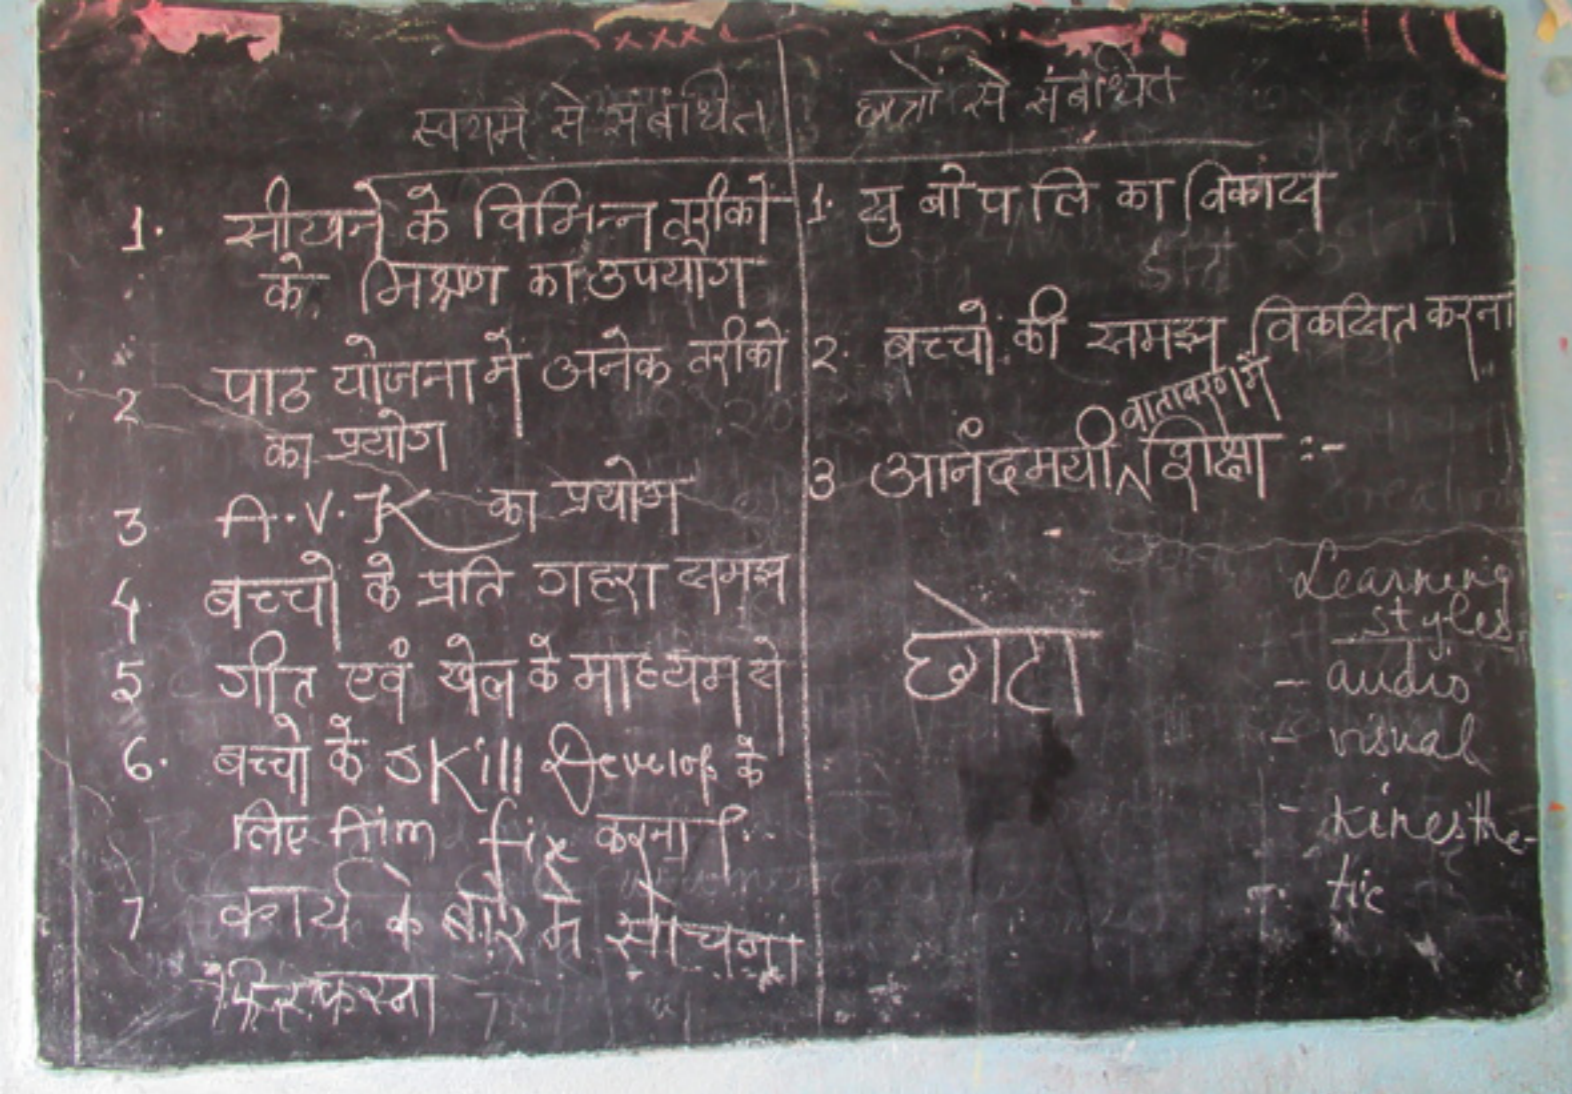 स्वयम से संबंधित
1. सीखने के विभिन्न तरीकों
के मिश्रण का उपयोग
2 पाठ योजना में अनेक तरीकों
का प्रयोग
3 A.V.K का प्रयोग
4. बच्चों के प्रति गहरा समझ
5 गीत एवं खेल के माध्यम से
6. बच्चों के Skill Develop के
लिए Aim fix करना
7 कार्य के बारे में सोचना
फिर करना
छात्रों से संबंधित
1. सु बो प लि का विकास
2. बच्चों की समझ विकसित करना
वातावरण में
3 आनंदमयी शिक्षा :-
छोटा
Learning
styles
- audio
- visual
- kinesthe-
tic